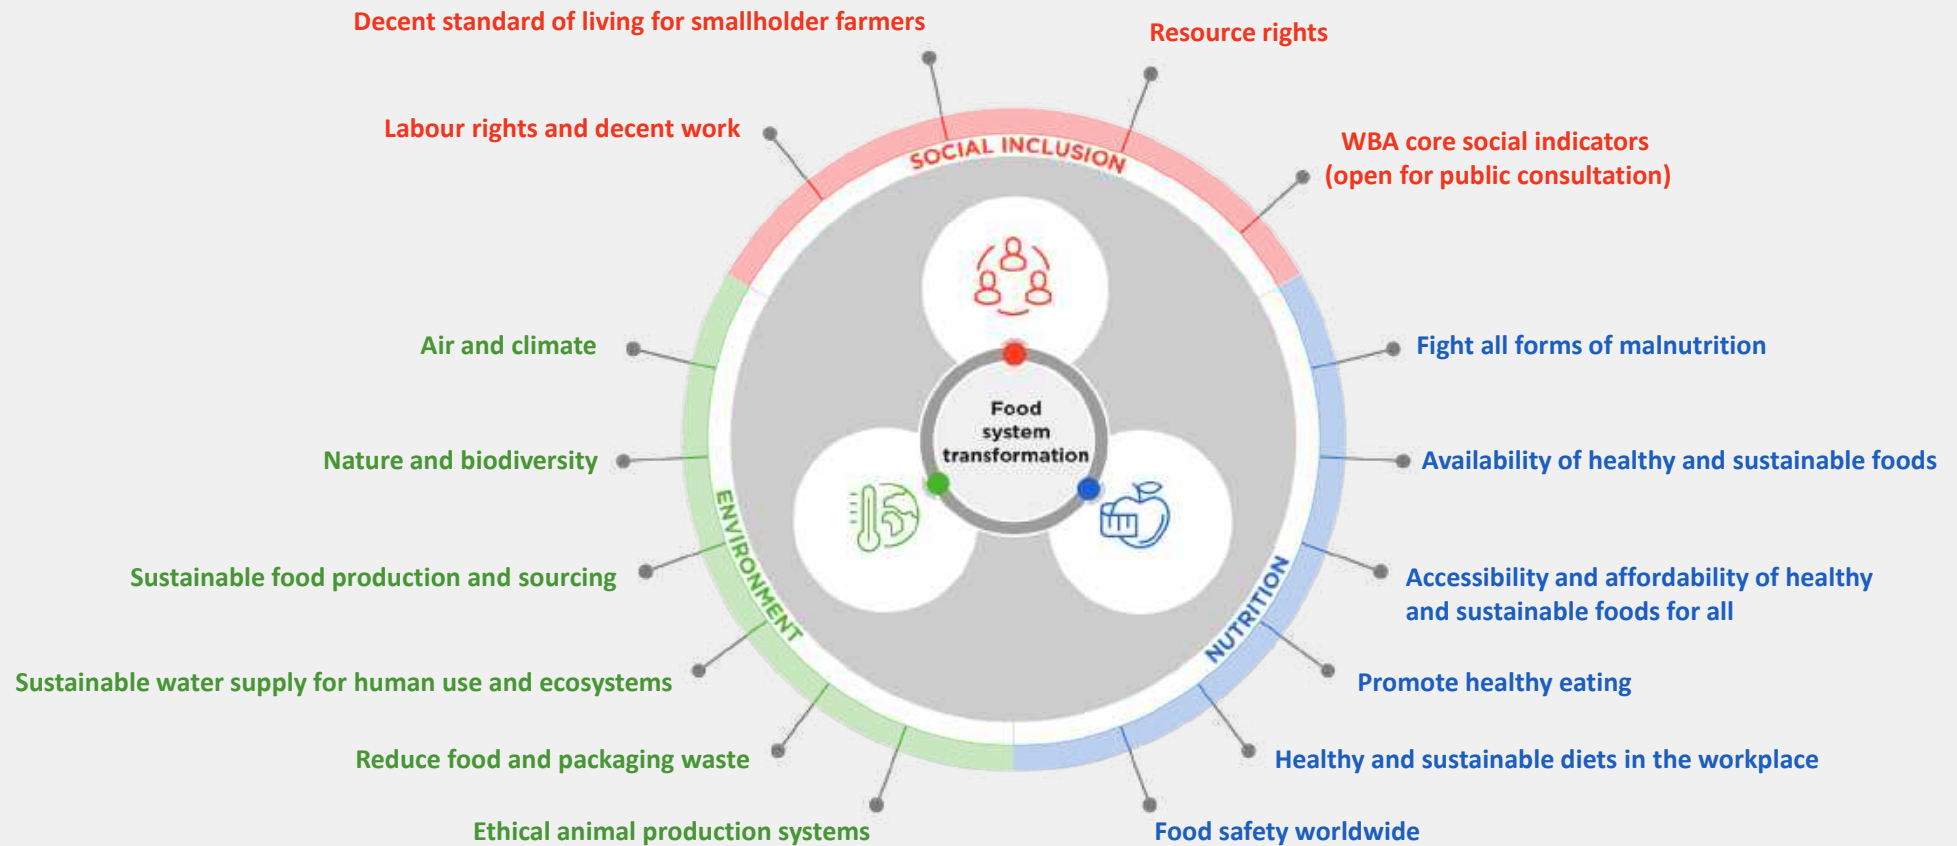 Decent standard of living for smallholder farmers
Resource rights
Labour rights and decent work
WBA core social indicators
(open for public consultation)
SOCIAL INCLUSION
Air and climate
Fight all forms of malnutrition
Food
system
transformation
Nature and biodiversity
Availability of healthy and sustainable foods
ENVIRONMENT
NUTRITION
Sustainable food production and sourcing
Accessibility and affordability of healthy
and sustainable foods for all
Sustainable water supply for human use and ecosystems
Promote healthy eating
Reduce food and packaging waste
Healthy and sustainable diets in the workplace
Ethical animal production systems
Food safety worldwide